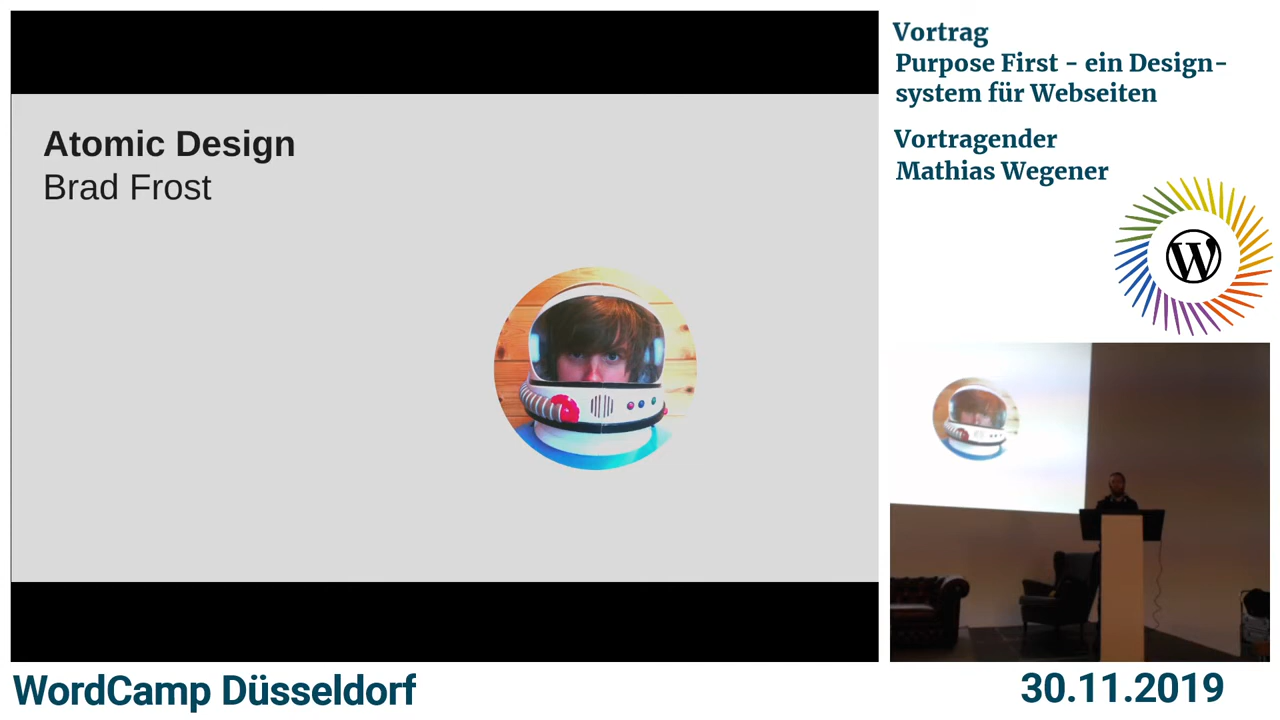 Atomic Design
Brad Frost
Vortrag
Purpose First - ein Design-
system für Webseiten
Vortragender
Mathias Wegener
WordCamp Düsseldorf
30.11.2019